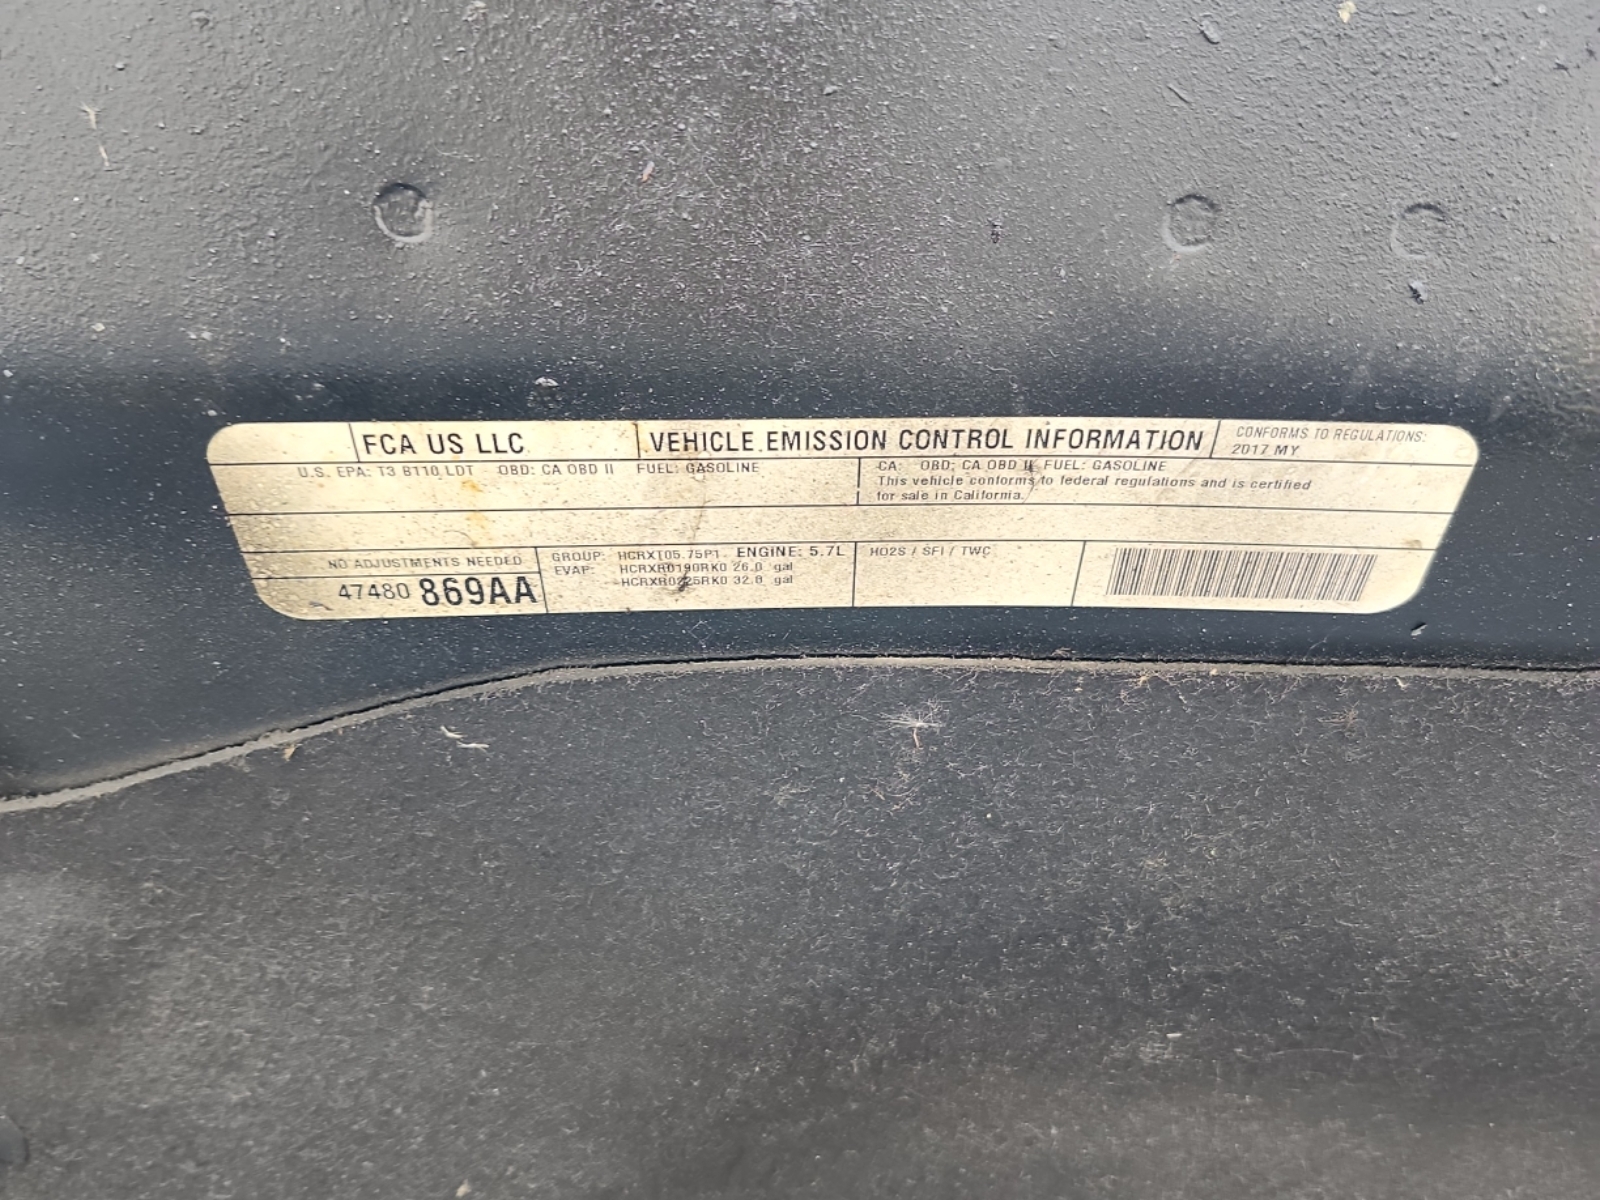 FCA US LLC
VEHICLE EMISSION CONTROL INFORMATION
CONFORMS TO REGULATIONS:
2017 MY
U.S. EPA: T3 B110 LDT OBD: CA OBD II FUEL: GASOLINE
CA: OBD: CA OBD II FUEL: GASOLINE
This vehicle conforms to federal regulations and is certified
for sale in California.
NO ADJUSTMENTS NEEDED
47480 869AA
GROUP: HCRXT05.75P1 ENGINE: 5.7L
EVAP: HCRXR0190RK0 26.0 gal
HCRXR0225RK0 32.0 gal
HO2S / SFI / TWC